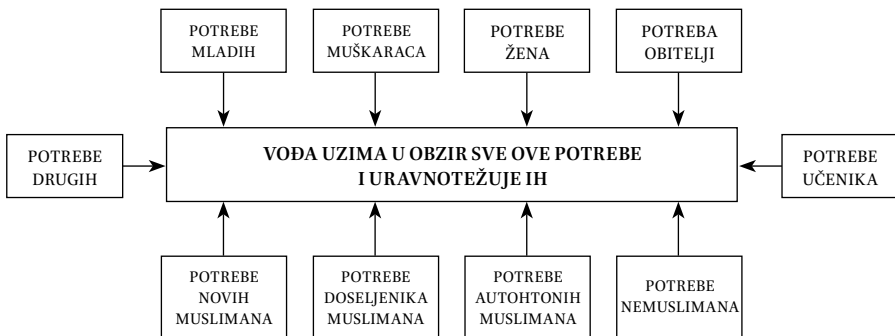 POTREBE
MLADIH
POTREBE
MUŠKARACA
POTREBE
ŽENA
POTREBA
OBITELJI
POTREBE
DRUGIH
VOĐA UZIMA U OBZIR SVE OVE POTREBE
I URAVNOTEŽUJE IH
POTREBE
UČENIKA
POTREBE
NOVIH
MUSLIMANA
POTREBE
DOSELJENIKA
MUSLIMANA
POTREBE
AUTOHTONIH
MUSLIMANA
POTREBE
NEMUSLIMANA